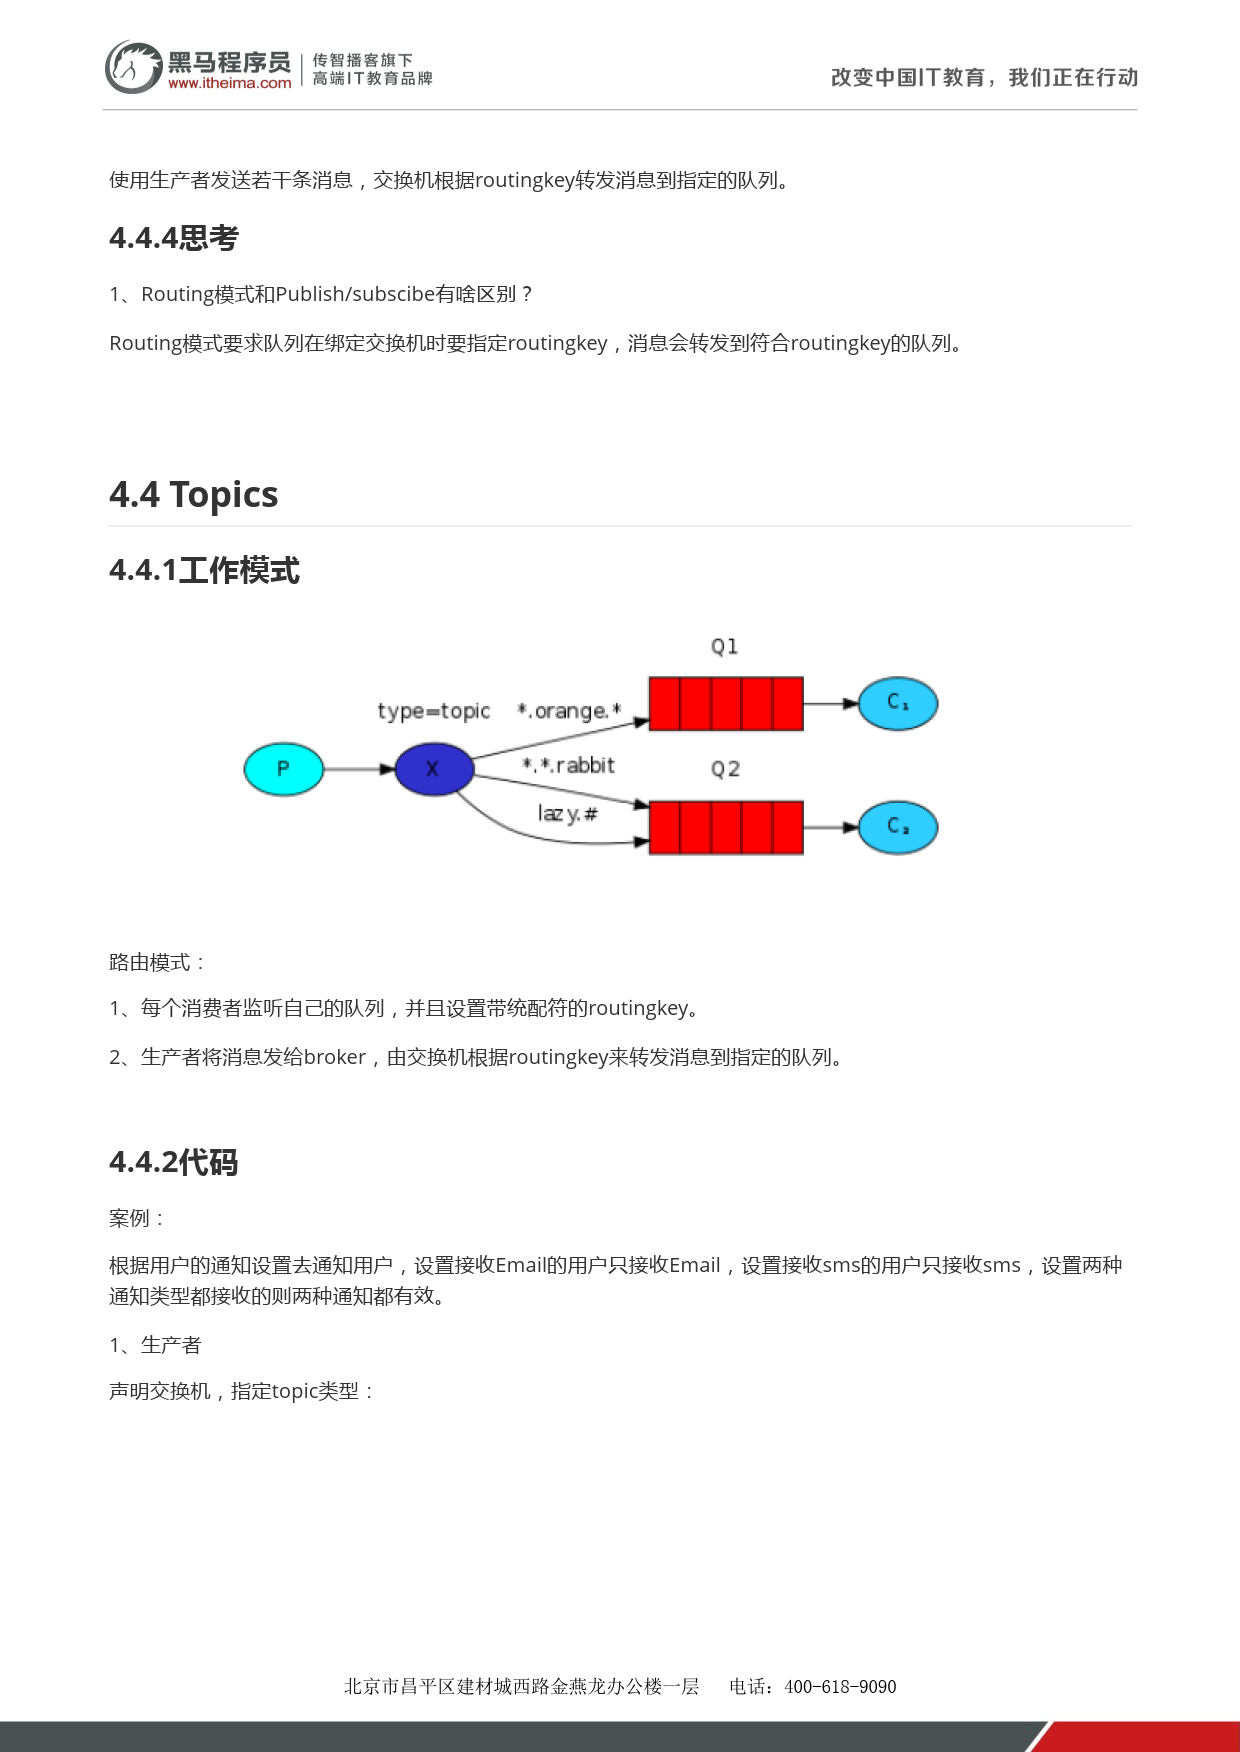 黑马程序员
www.itheima.com
传智播客旗下
高端IT教育品牌
改变中国IT教育，我们正在行动
使用生产者发送若干条消息，交换机根据routingkey转发消息到指定的队列。
4.4.4思考
1、Routing模式和Publish/subscibe有啥区别？
Routing模式要求队列在绑定交换机时要指定routingkey，消息会转发到符合routingkey的队列。
4.4 Topics
4.4.1工作模式
Q1
type=topic
*.orange.*
C₁
P
X
*.*.rabbit
Q2
lazy.#
C₂
路由模式：
1、每个消费者监听自己的队列，并且设置带统配符的routingkey。
2、生产者将消息发给broker，由交换机根据routingkey来转发消息到指定的队列。
4.4.2代码
案例：
根据用户的通知设置去通知用户，设置接收Email的用户只接收Email，设置接收sms的用户只接收sms，设置两种
通知类型都接收的则两种通知都有效。
1、生产者
声明交换机，指定topic类型：
北京市昌平区建材城西路金燕龙办公楼一层 电话：400-618-9090